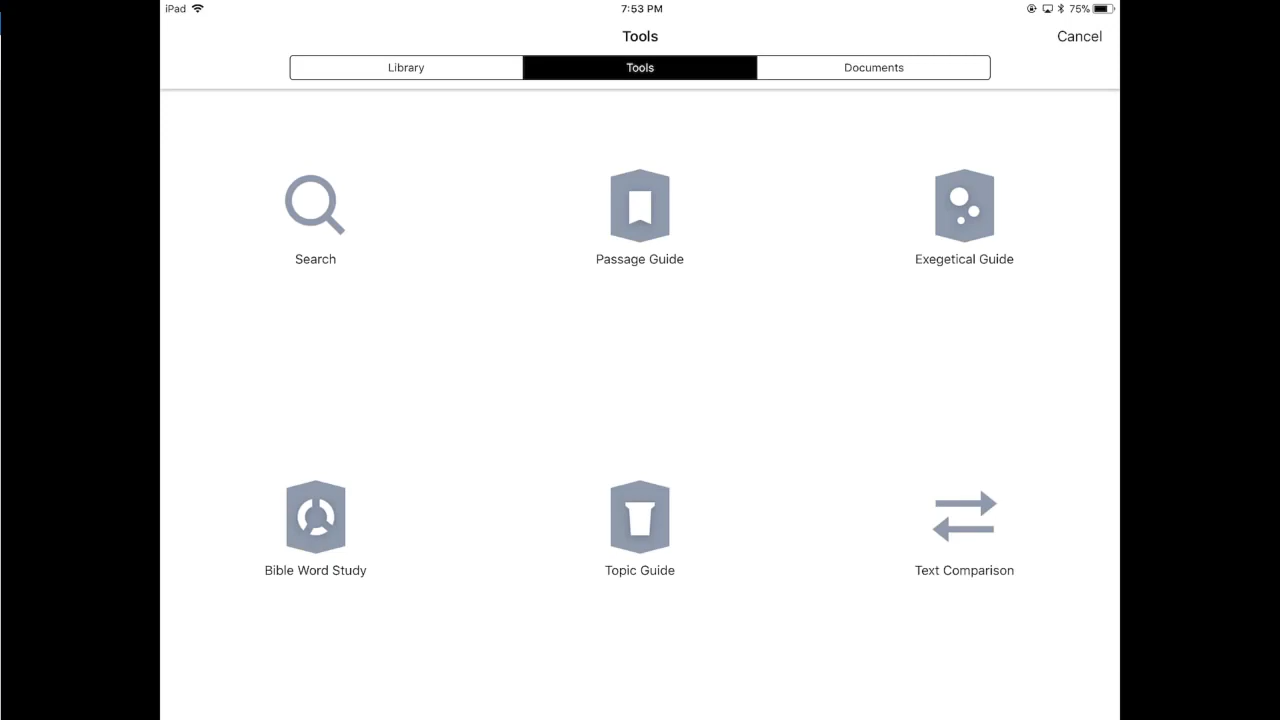 iPad 7:53 PM 75%
Tools Cancel
Library Tools Documents
Search Passage Guide Exegetical Guide
Bible Word Study Topic Guide Text Comparison